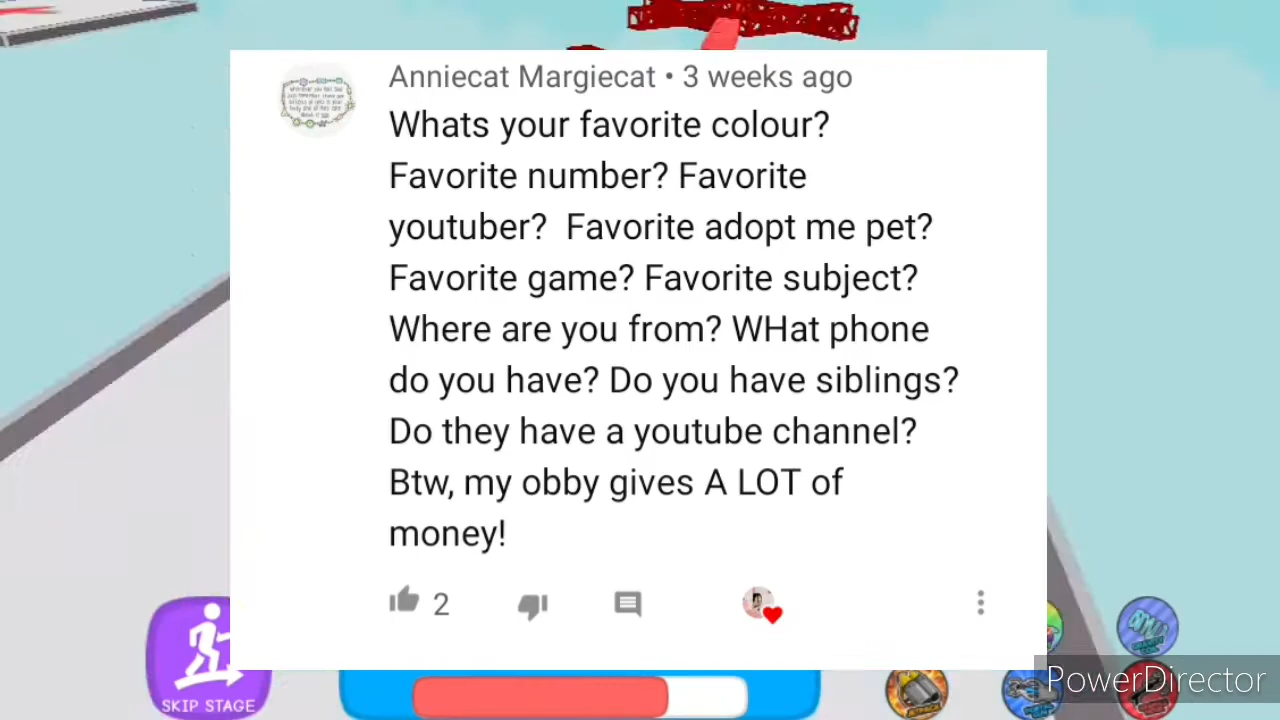 Anniecat Margiecat • 3 weeks ago
Whats your favorite colour?
Favorite number? Favorite
youtuber?  Favorite adopt me pet?
Favorite game? Favorite subject?
Where are you from? WHat phone
do you have? Do you have siblings?
Do they have a youtube channel?
Btw, my obby gives A LOT of
money!
2
SKIP STAGE
PowerDirector